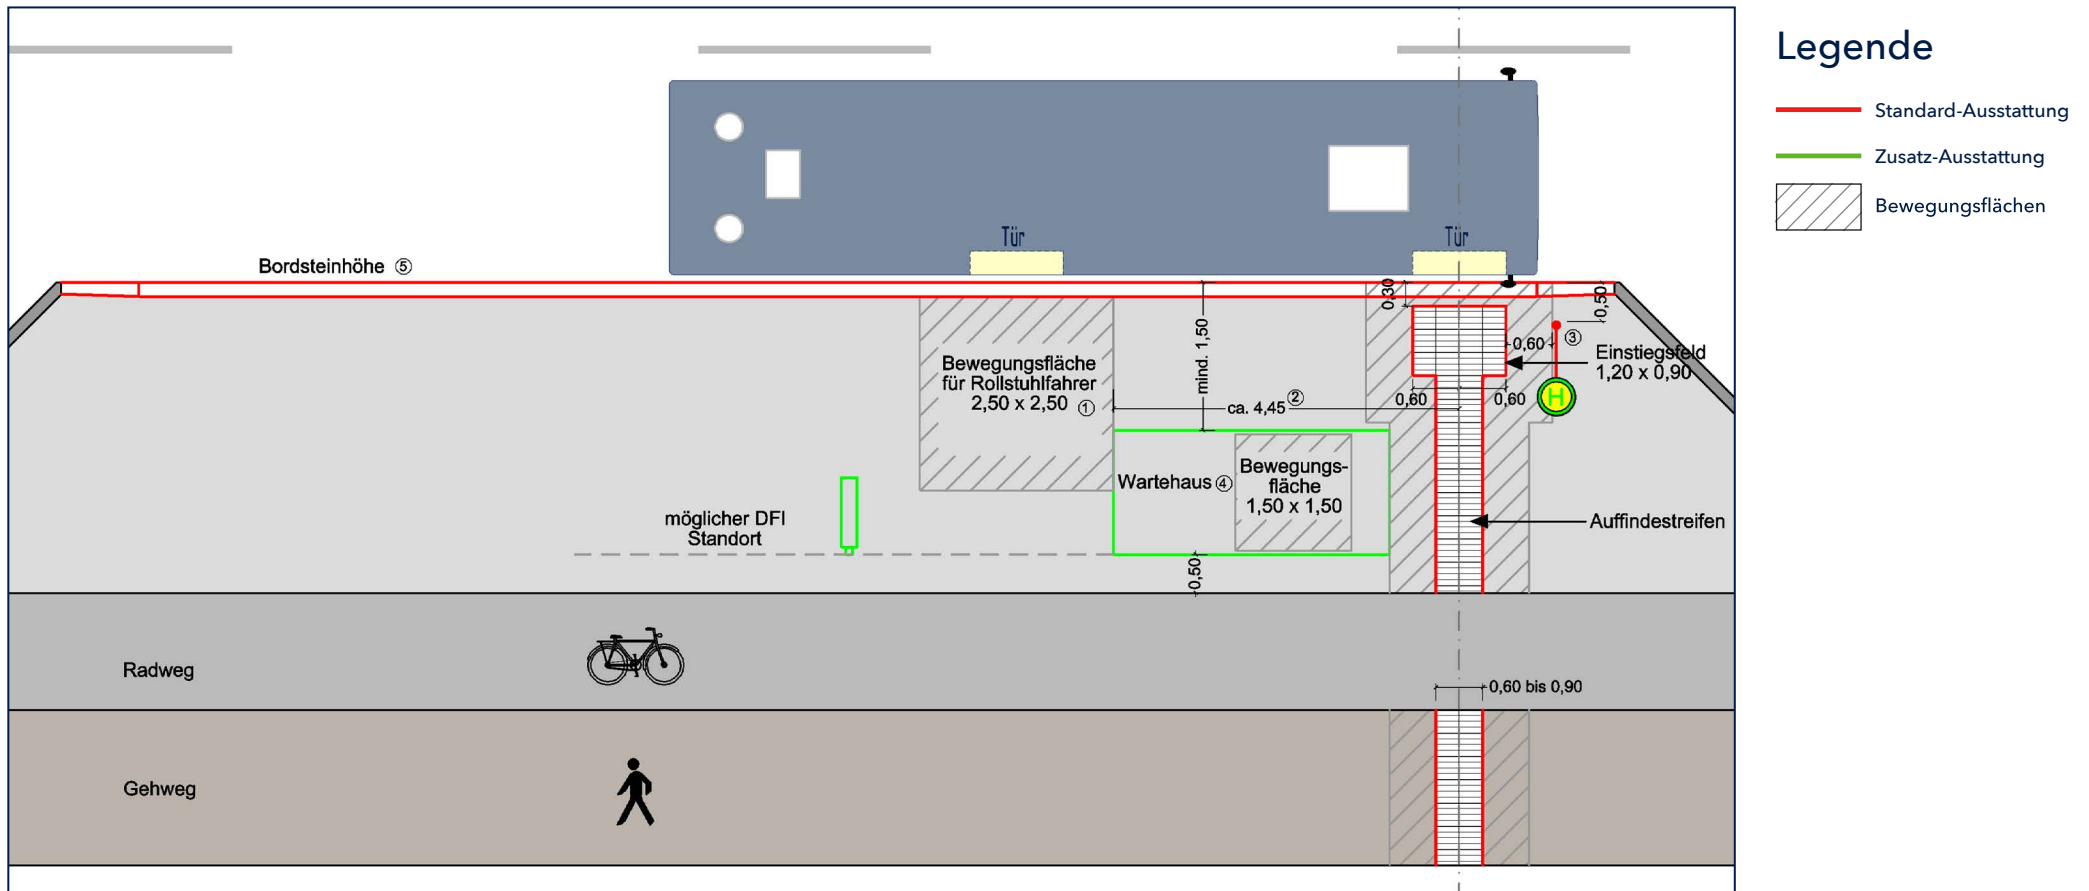 Legende
Standard-Ausstattung
Zusatz-Ausstattung
Bewegungsflächen
Tür
Tür
Bordsteinhöhe ⑤
0,30
0,50
mind. 1,50
0,60
③
Einstiegsfeld
1,20 x 0,90
Bewegungsfläche
für Rollstuhlfahrer
2,50 x 2,50 ①
ca. 4,45 ②
0,60
0,60
H
Wartehaus ④
Bewegungs-
fläche
1,50 x 1,50
möglicher DFI
Standort
Auffindestreifen
0,50
Radweg
0,60 bis 0,90
Gehweg